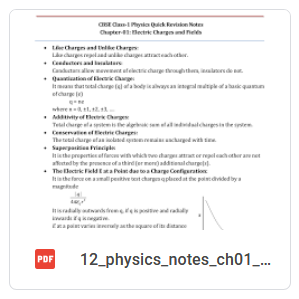 CBSE Class-1 Physics Quick Revision Notes
Chapter-01: Electric Charges and Fields
• Like Charges and Unlike Charges:
Like charges repel and unlike charges attract each other.
• Conductors and Insulators:
Conductors allow movement of electric charge through them, insulators do not.
• Quantization of Electric Charge:
It means that total charge (q) of a body is always an integral multiple of a basic quantum
of charge (e)
q = ne
where n = 0, ±1, ±2, ±3, ....
• Additivity of Electric Charges:
Total charge of a system is the algebraic sum of all individual charges in the system.
• Conservation of Electric Charges:
The total charge of an isolated system remains unchanged with time.
• Superposition Principle:
It is the properties of forces with which two charges attract or repel each other are not
affected by the presence of a third (or more) additional charge(s).
• The Electric Field E at a Point due to a Charge Configuration:
It is the force on a small positive test charges q placed at the point divided by a
magnitude
|q|
It is radially outwards from q, if q is positive and radially
inwards if q is negative.
E at a point varies inversely as the square of its distance
PDF
12_physics_notes_ch01_...